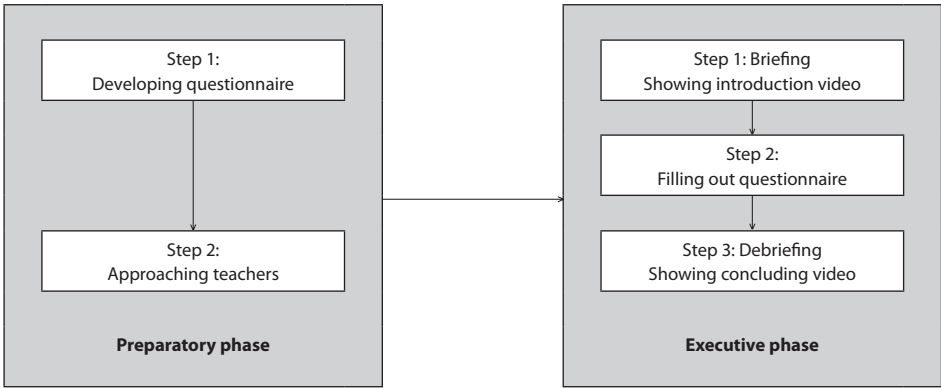 Step 1:
Developing questionnaire
Step 2:
Approaching teachers
Preparatory phase
Step 1: Briefing
Showing introduction video
Step 2:
Filling out questionnaire
Step 3: Debriefing
Showing concluding video
Executive phase